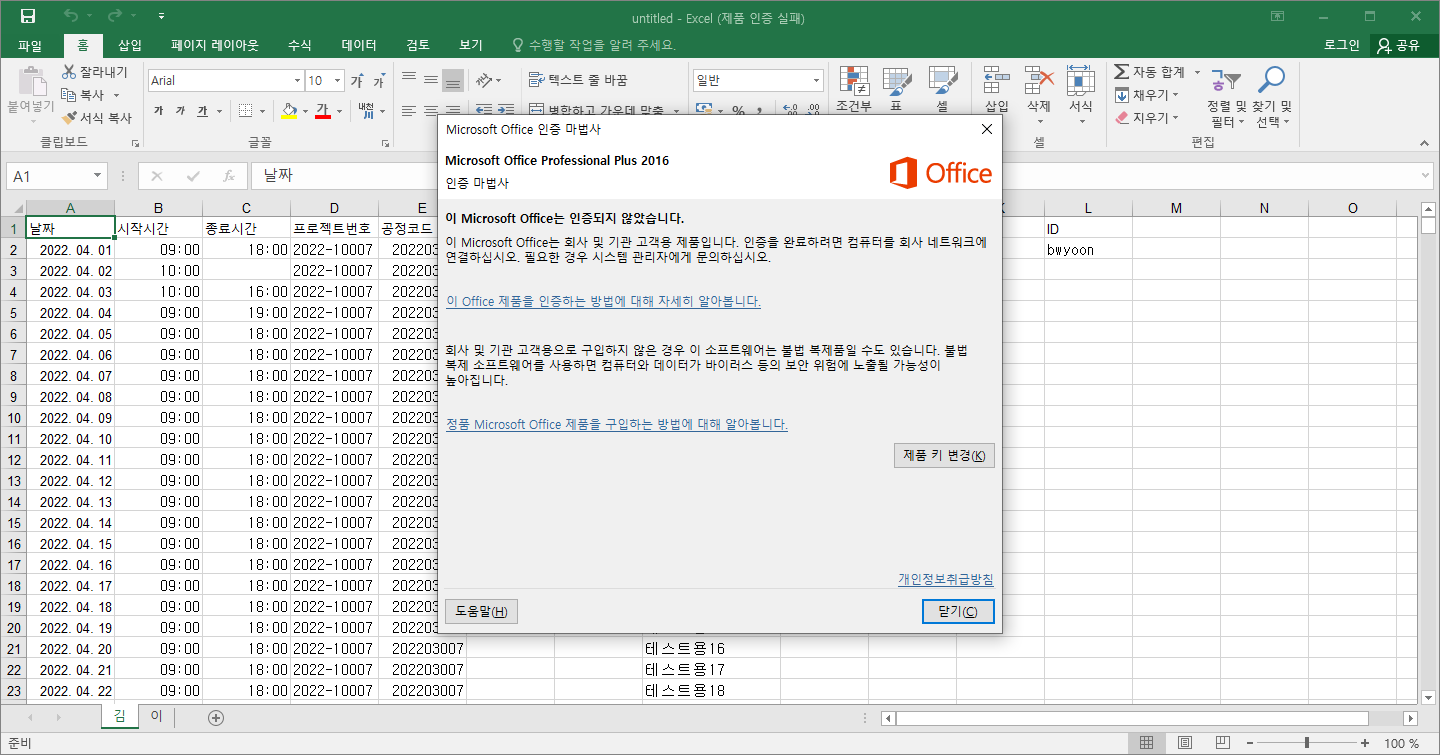 untitled - Excel (제품 인증 실패)
파일 홈 삽입 페이지 레이아웃 수식 데이터 검토 보기 수행할 작업을 알려 주세요. 로그인 공유
붙여넣기 잘라내기 복사 서식 복사
Arial 10
가 가 가 가 내천
텍스트 줄 바꿈
병합하고 가운데 맞춤
일반
조건부 표 셀 삽입 삭제 서식
자동 합계 채우기 지우기
정렬 및 필터 찾기 및 선택
클립보드 글꼴 셀 편집
A1 fx 날짜
A B C D E L M N O
1 날짜 시작시간 종료시간 프로젝트번호 공정코드 ID
2 2022. 04. 01 09:00 18:00 2022-10007 202203 bwyoon
3 2022. 04. 02 10:00 2022-10007 202203
4 2022. 04. 03 10:00 16:00 2022-10007 202203
5 2022. 04. 04 09:00 19:00 2022-10007 202203
6 2022. 04. 05 09:00 18:00 2022-10007 202203
7 2022. 04. 06 09:00 18:00 2022-10007 202203
8 2022. 04. 07 09:00 18:00 2022-10007 202203
9 2022. 04. 08 09:00 18:00 2022-10007 202203
10 2022. 04. 09 09:00 18:00 2022-10007 202203
11 2022. 04. 10 09:00 18:00 2022-10007 202203
12 2022. 04. 11 09:00 18:00 2022-10007 202203
13 2022. 04. 12 09:00 18:00 2022-10007 202203
14 2022. 04. 13 09:00 18:00 2022-10007 202203
15 2022. 04. 14 09:00 18:00 2022-10007 202203
16 2022. 04. 15 09:00 18:00 2022-10007 202203
17 2022. 04. 16 09:00 18:00 2022-10007 202203
18 2022. 04. 17 09:00 18:00 2022-10007 202203
19 2022. 04. 18 09:00 18:00 2022-10007 202203
20 2022. 04. 19 09:00 18:00 2022-10007 202203
21 2022. 04. 20 09:00 18:00 2022-10007 202203007 테스트용16
22 2022. 04. 21 09:00 18:00 2022-10007 202203007 테스트용17
23 2022. 04. 22 09:00 18:00 2022-10007 202203007 테스트용18
Microsoft Office 인증 마법사
Microsoft Office Professional Plus 2016
인증 마법사
Office
이 Microsoft Office는 인증되지 않았습니다.
이 Microsoft Office는 회사 및 기관 고객용 제품입니다. 인증을 완료하려면 컴퓨터를 회사 네트워크에
연결하십시오. 필요한 경우 시스템 관리자에게 문의하십시오.
이 Office 제품을 인증하는 방법에 대해 자세히 알아봅니다.
회사 및 기관 고객용으로 구입하지 않은 경우 이 소프트웨어는 불법 복제품일 수도 있습니다. 불법
복제 소프트웨어를 사용하면 컴퓨터와 데이터가 바이러스 등의 보안 위험에 노출될 가능성이
높아집니다.
정품 Microsoft Office 제품을 구입하는 방법에 대해 알아봅니다.
제품 키 변경(K)
개인정보취급방침
도움말(H) 닫기(C)
김 이
준비 100 %